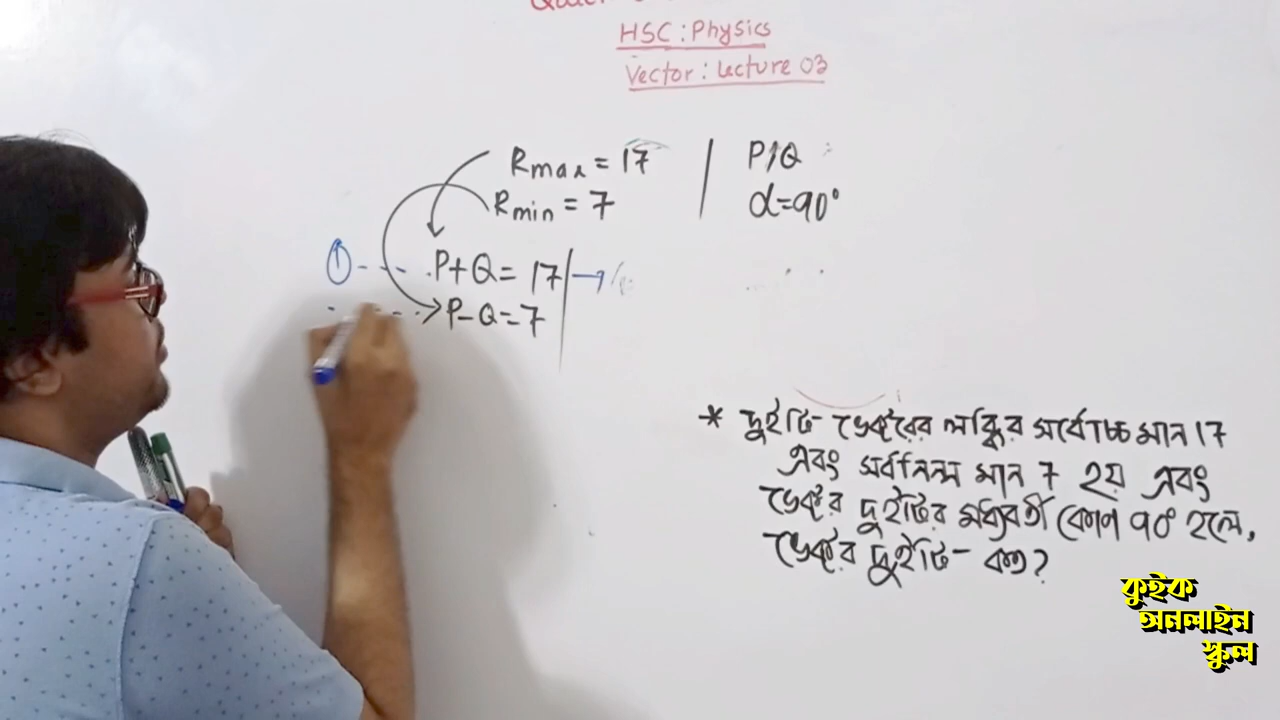 HSC : Physics
Vector : Lecture 03
Rmax = 17
Rmin = 7
P, Q
α = 90°
① - - - . P + Q = 17 →
- - - . P - Q = 7
* দুইটি ভেক্টরের লব্ধির সর্বোচ্চ মান 17
এবং সর্বনিম্ন মান 7 হয় এবং
ভেক্টর দুইটির মধ্যবর্তী কোণ ৯০° হলে,
ভেক্টর দুইটি কত?
কুইক
অনলাইন
স্কুল